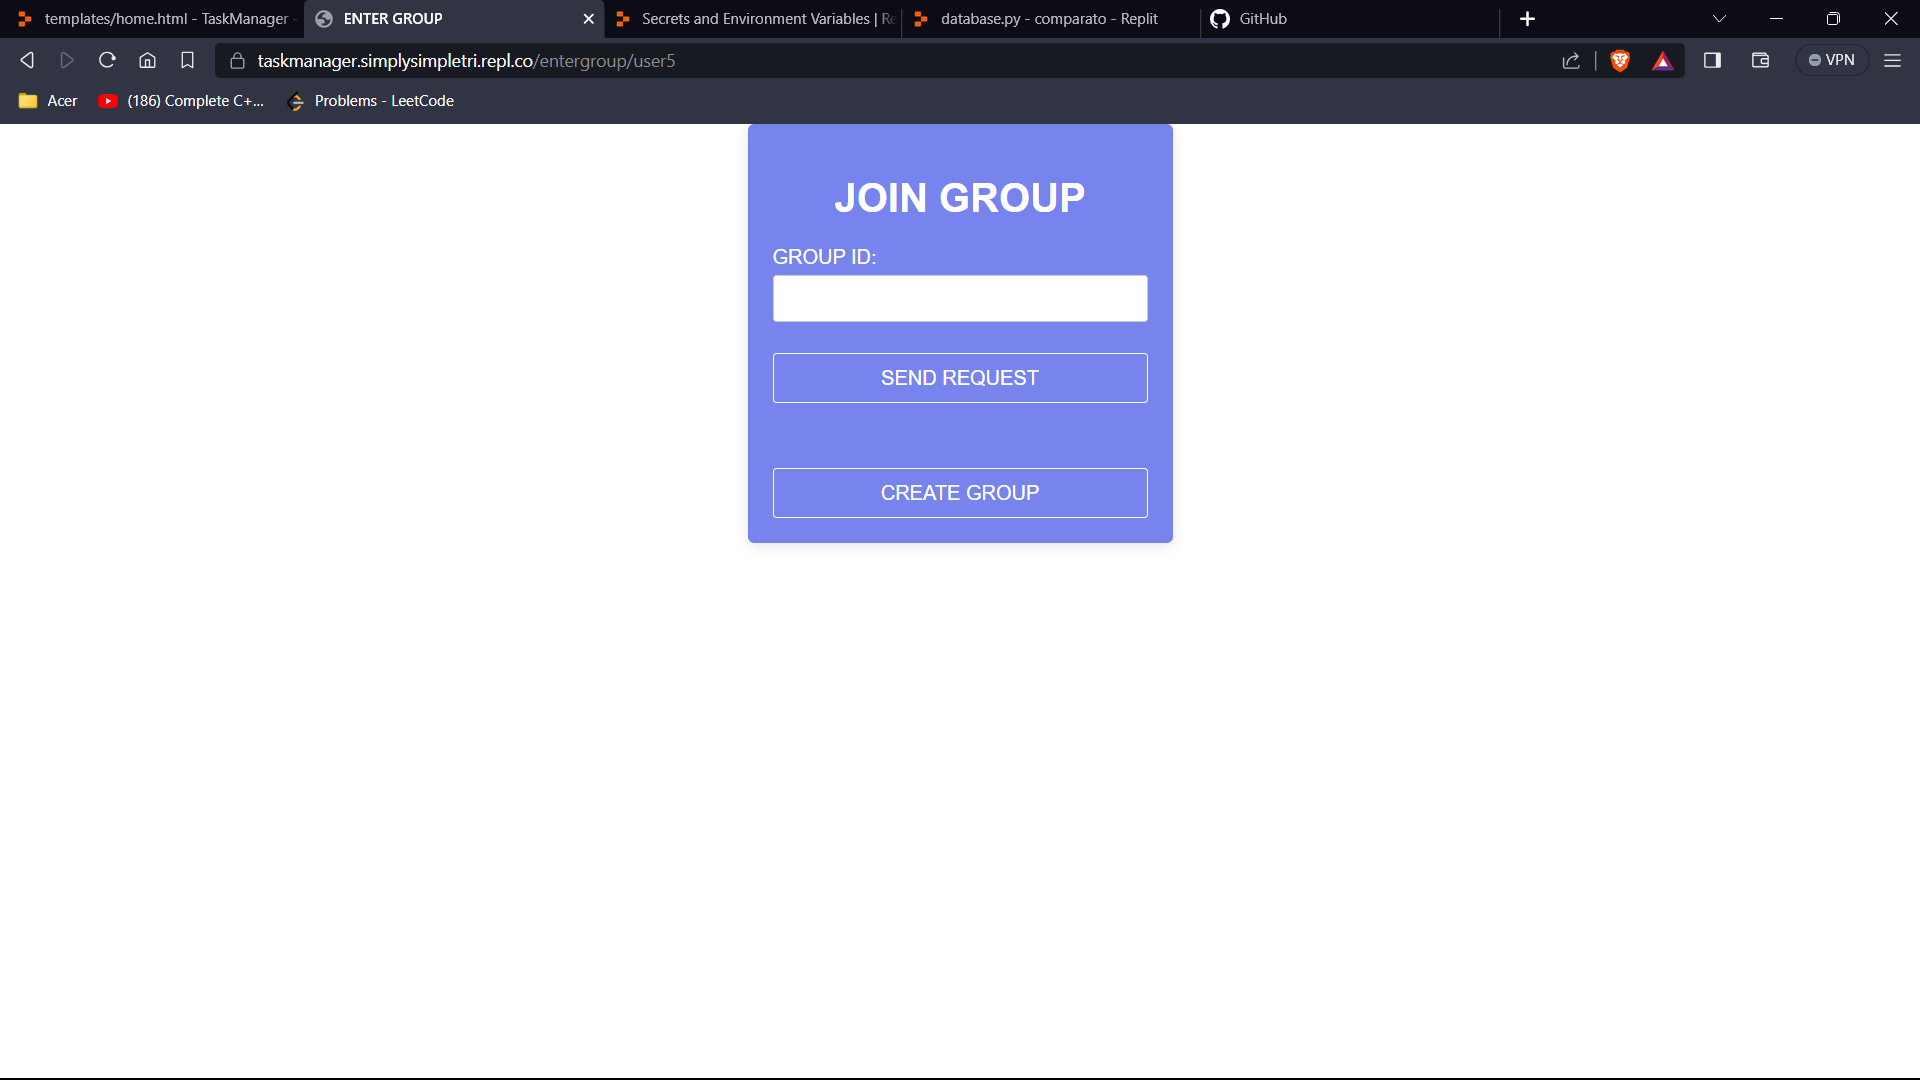 templates/home.html - TaskManager
ENTER GROUP
Secrets and Environment Variables | Re
database.py - comparato - Replit
GitHub
taskmanager.simplysimpletri.repl.co/entergroup/user5
VPN
Acer
(186) Complete C+...
Problems - LeetCode
JOIN GROUP
GROUP ID:
SEND REQUEST
CREATE GROUP